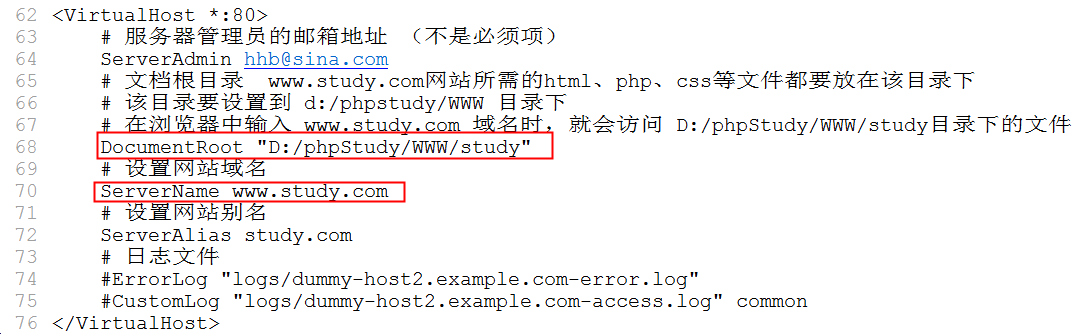 62 <VirtualHost *:80>
63     # 服务器管理员的邮箱地址 （不是必须项）
64     ServerAdmin hhb@sina.com
65     # 文档根目录  www.study.com网站所需的html、php、css等文件都要放在该目录下
66     # 该目录要设置到 d:/phpstudy/WWW 目录下
67     # 在浏览器中输入 www.study.com 域名时，就会访问 D:/phpStudy/WWW/study目录下的文件
68     DocumentRoot "D:/phpStudy/WWW/study"
69     # 设置网站域名
70     ServerName www.study.com
71     # 设置网站别名
72     ServerAlias study.com
73     # 日志文件
74     #ErrorLog "logs/dummy-host2.example.com-error.log"
75     #CustomLog "logs/dummy-host2.example.com-access.log" common
76 </VirtualHost>